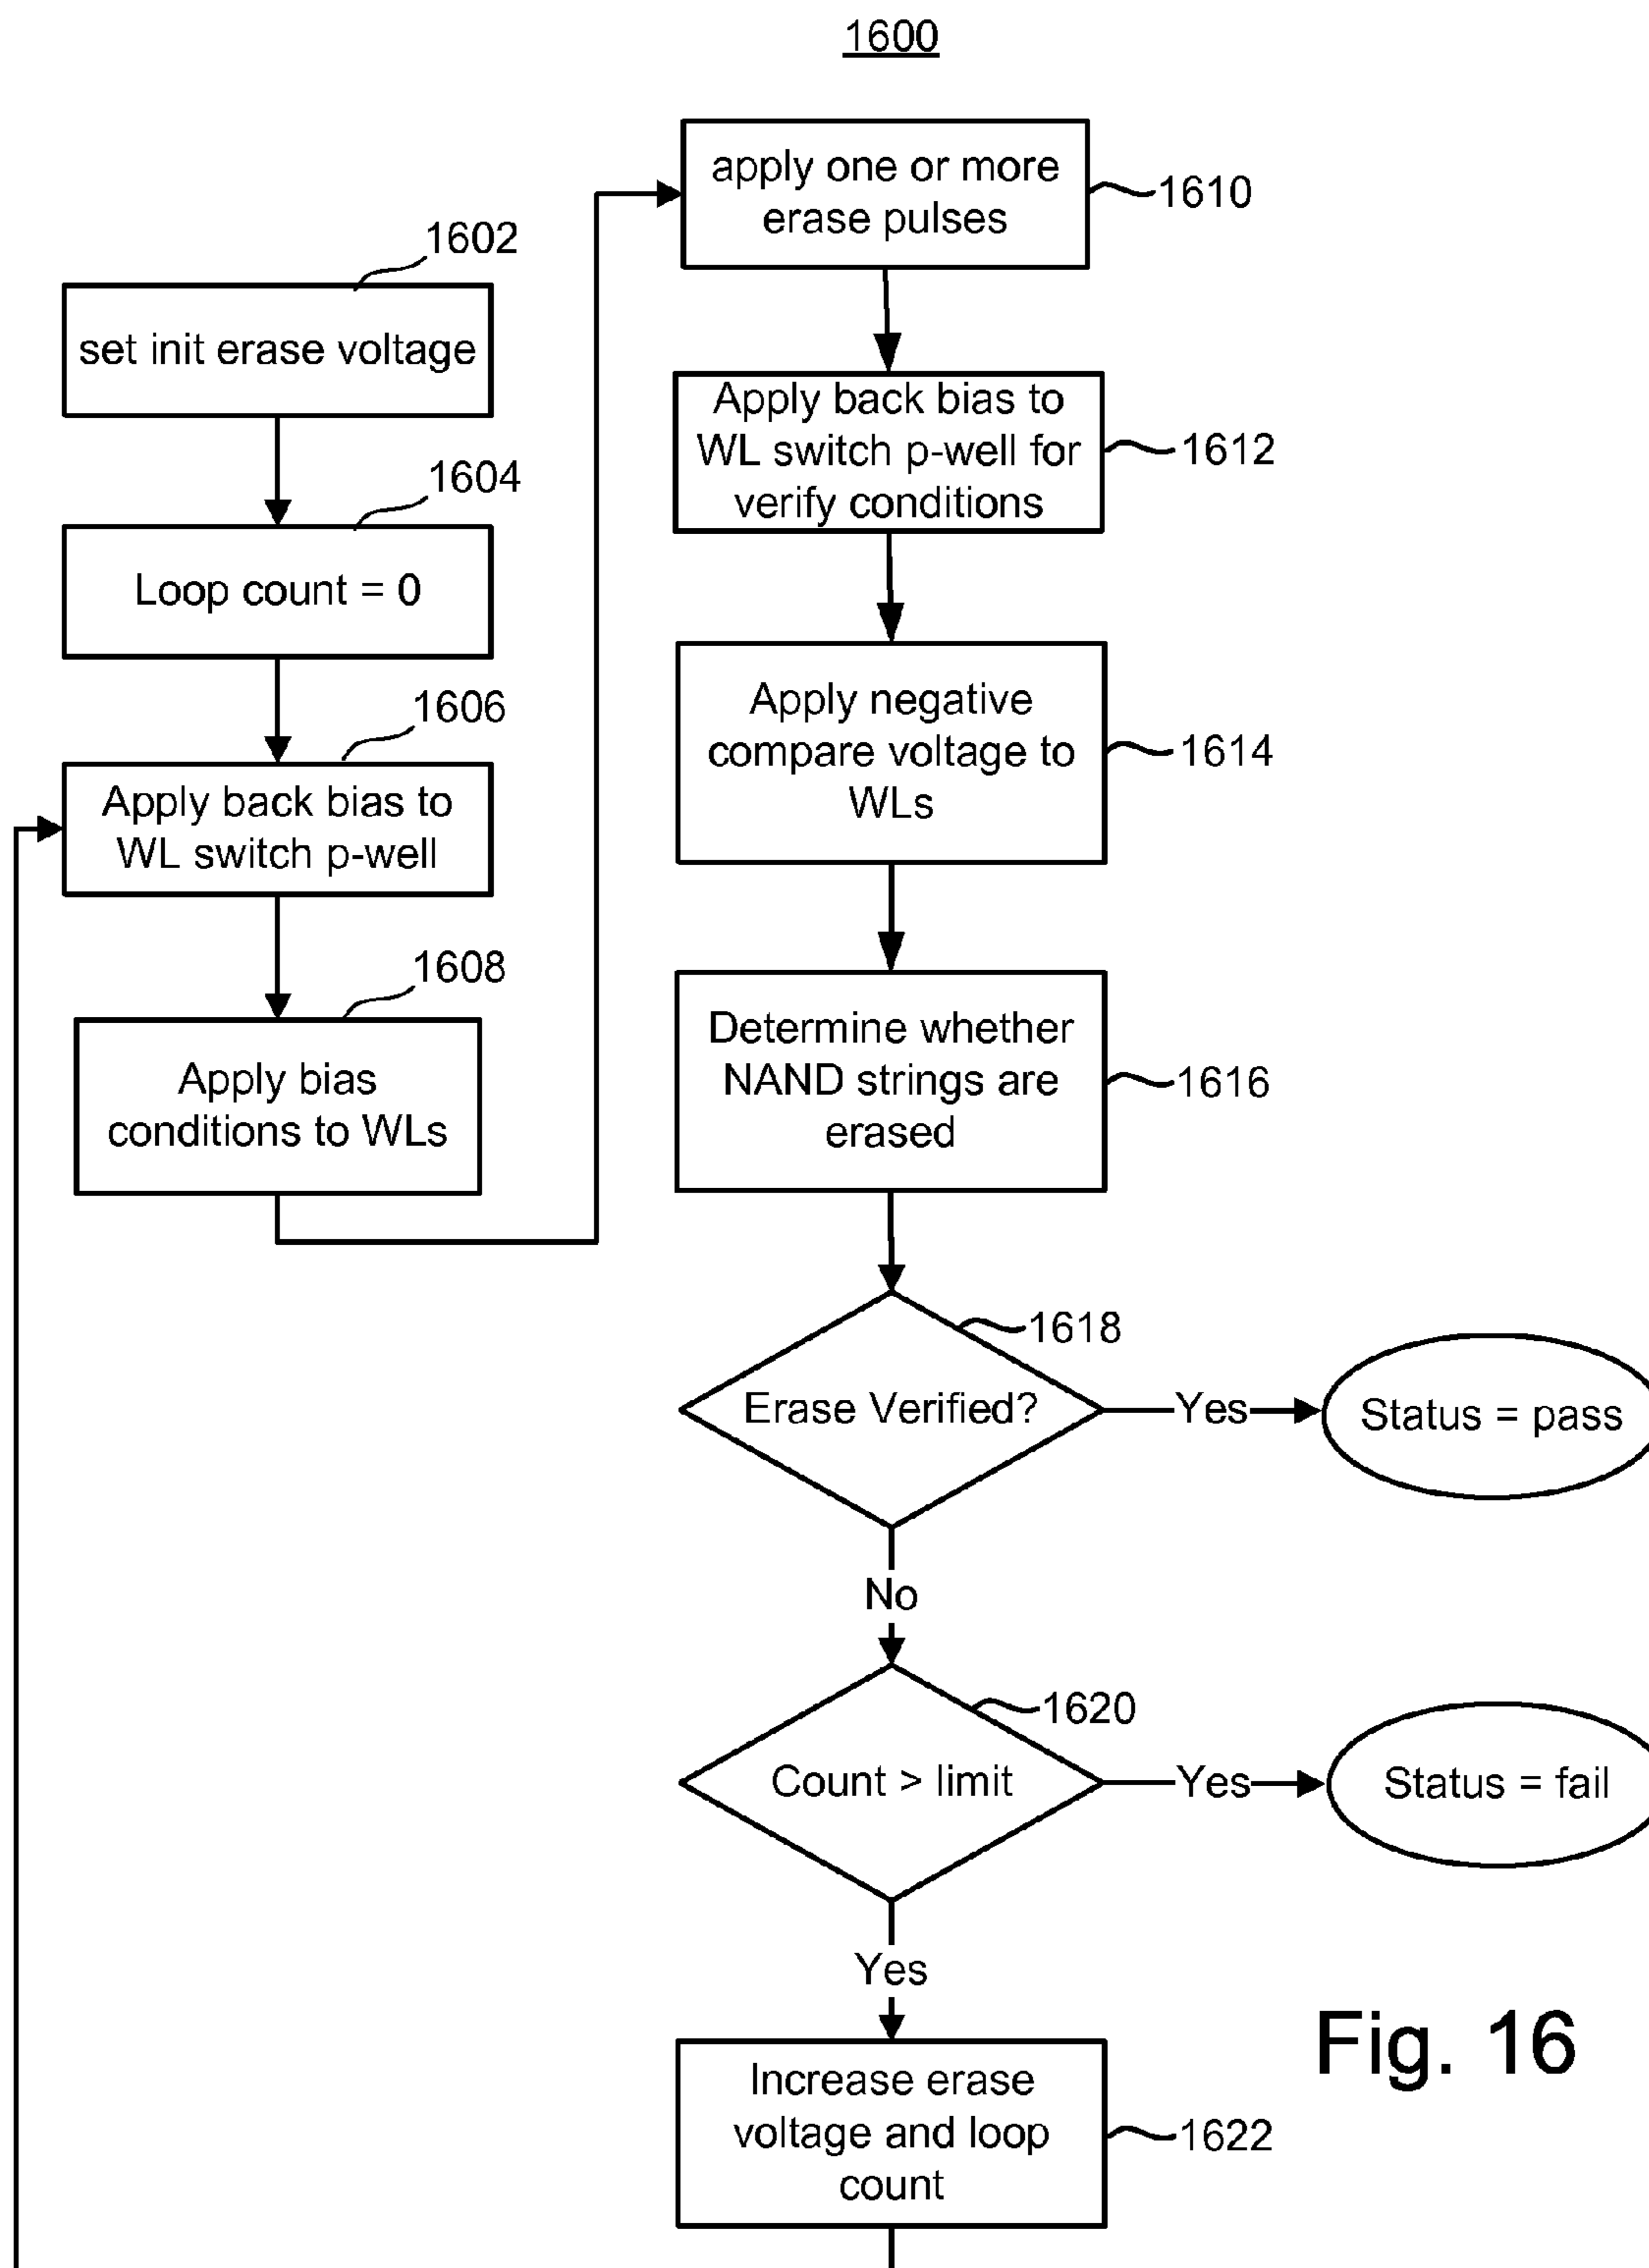 1600
1602
set init erase voltage
1604
Loop count = 0
1606
Apply back bias to
WL switch p-well
1608
Apply bias
conditions to WLs
apply one or more
erase pulses
1610
Apply back bias to
WL switch p-well for
verify conditions
1612
Apply negative
compare voltage to
WLs
1614
Determine whether
NAND strings are
erased
1616
1618
Erase Verified?
Yes
Status = pass
No
1620
Count > limit
Yes
Status = fail
Yes
Increase erase
voltage and loop
count
1622
Fig. 16